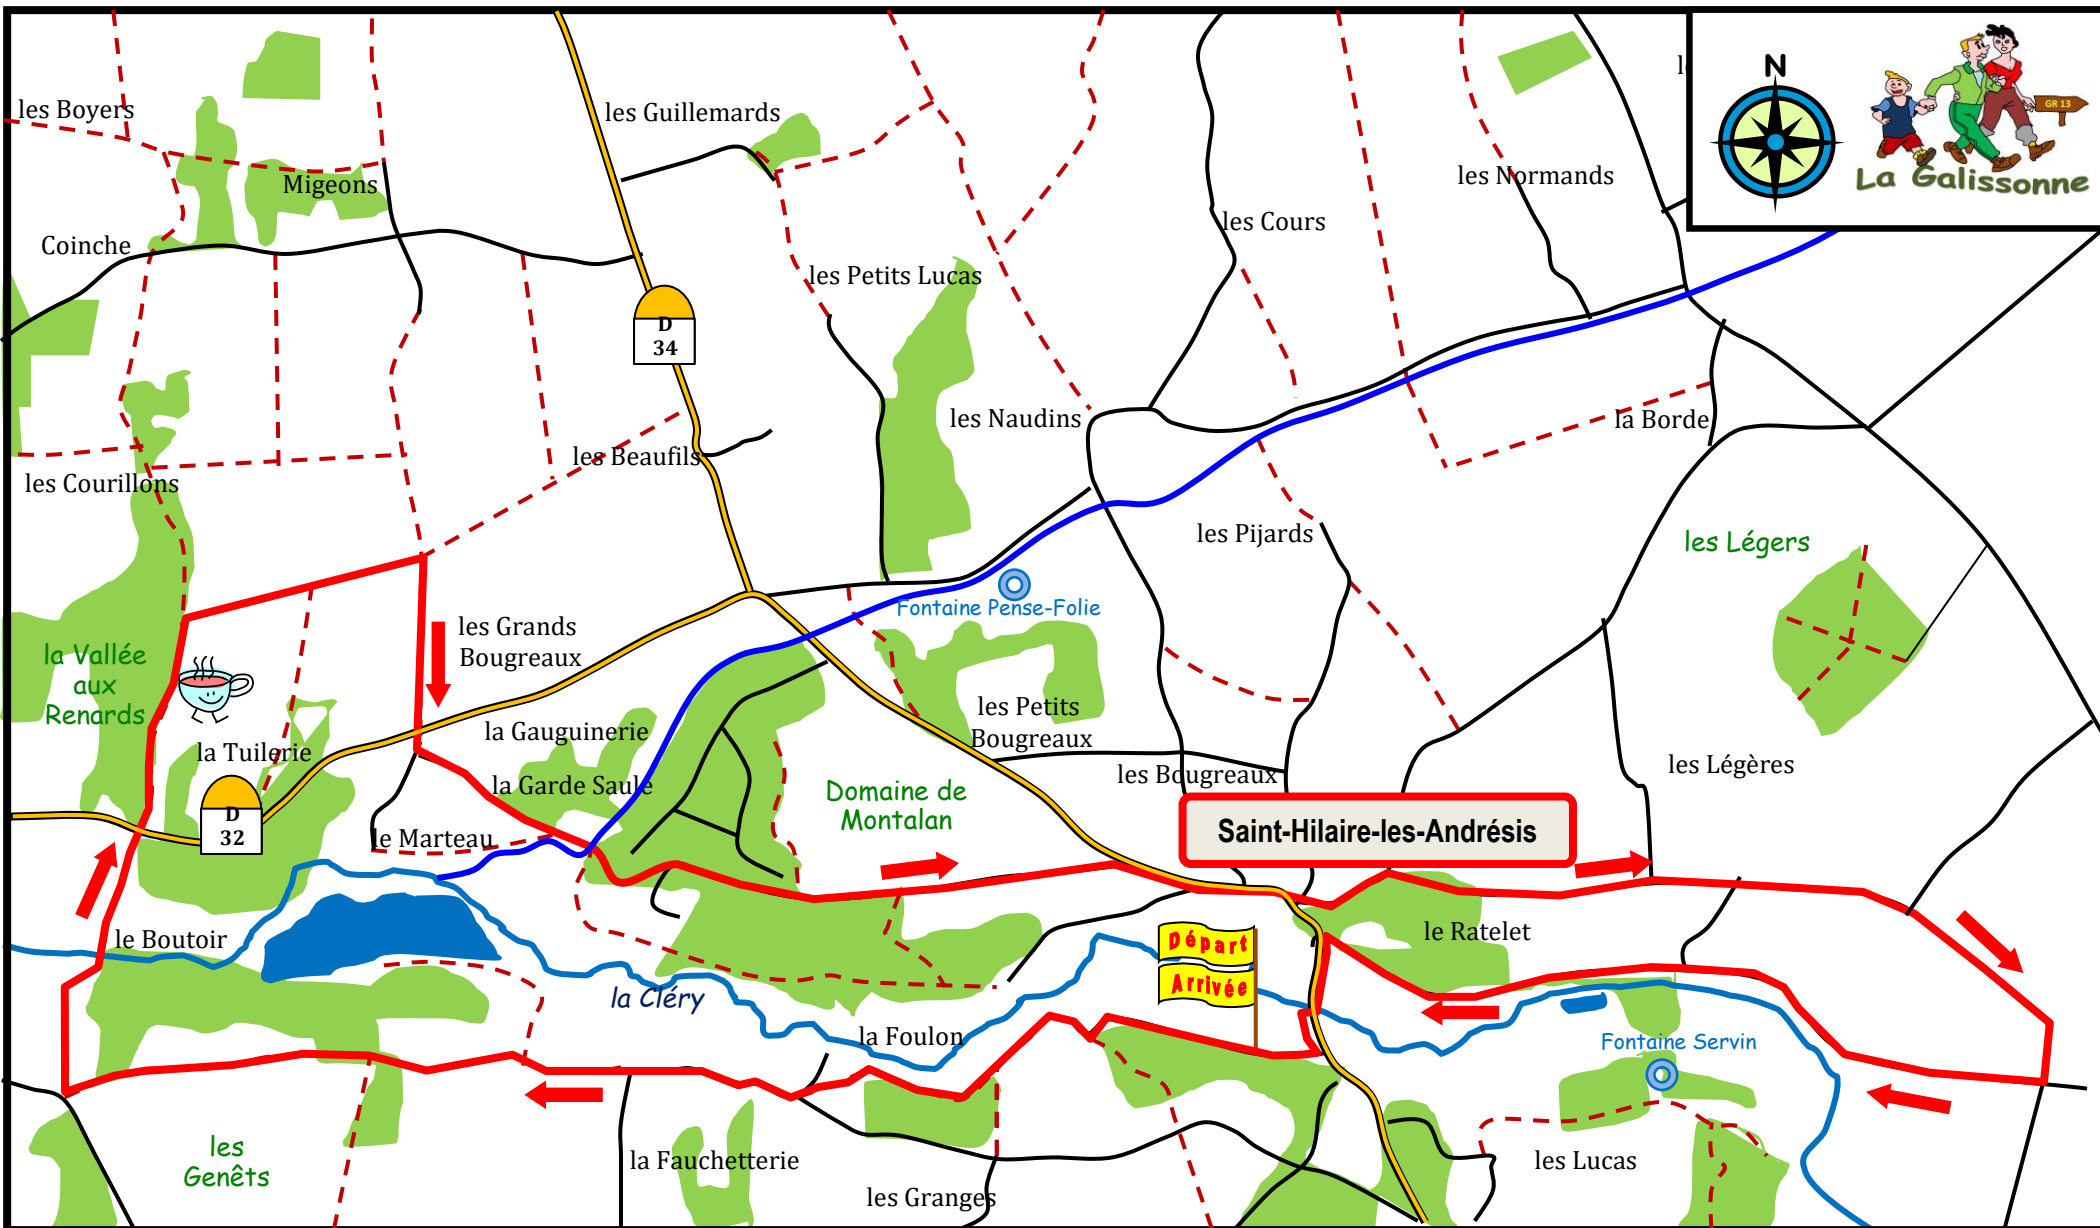 les Boyers
les Guillemards
N
GR 13
La Galissonne
Migeons
les Normands
les Cours
Coinche
les Petits Lucas
D
34
les Naudins
la Borde
les Beaufils
les Courillons
les Pijards
les Légers
Fontaine Pense-Folie
les Grands
Bougreaux
la Vallée
aux
Renards
les Petits
Bougreaux
la Gauguinerie
la Tuilerie
les Bougreaux
les Légères
la Garde Saule
Domaine de
Montalan
D
32
le Marteau
Saint-Hilaire-les-Andrésis
le Boutoir
le Ratelet
Départ
Arrivée
la Cléry
la Foulon
Fontaine Servin
les
Genêts
la Fauchetterie
les Lucas
les Granges